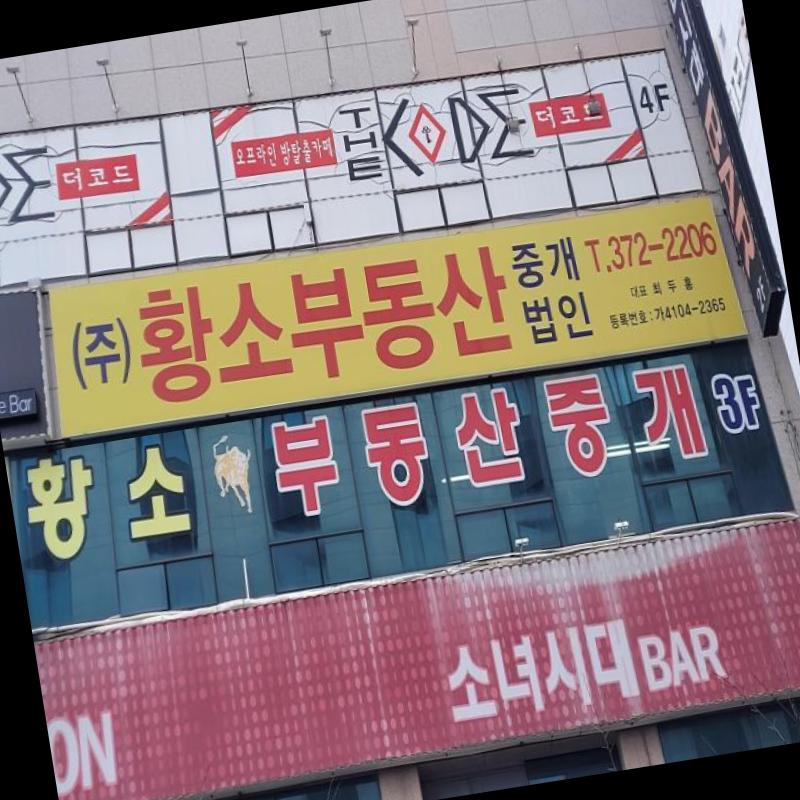 더코드
오프라인 방탈출카페
THE
CODE
더코드
4F
BAR
(주)황소부동산
중개
법인
T.372-2206
대표 최 두 홍
등록번호:가4104-2365
e Bar
황소 부동산중개 3F
소녀시대 BAR
ON